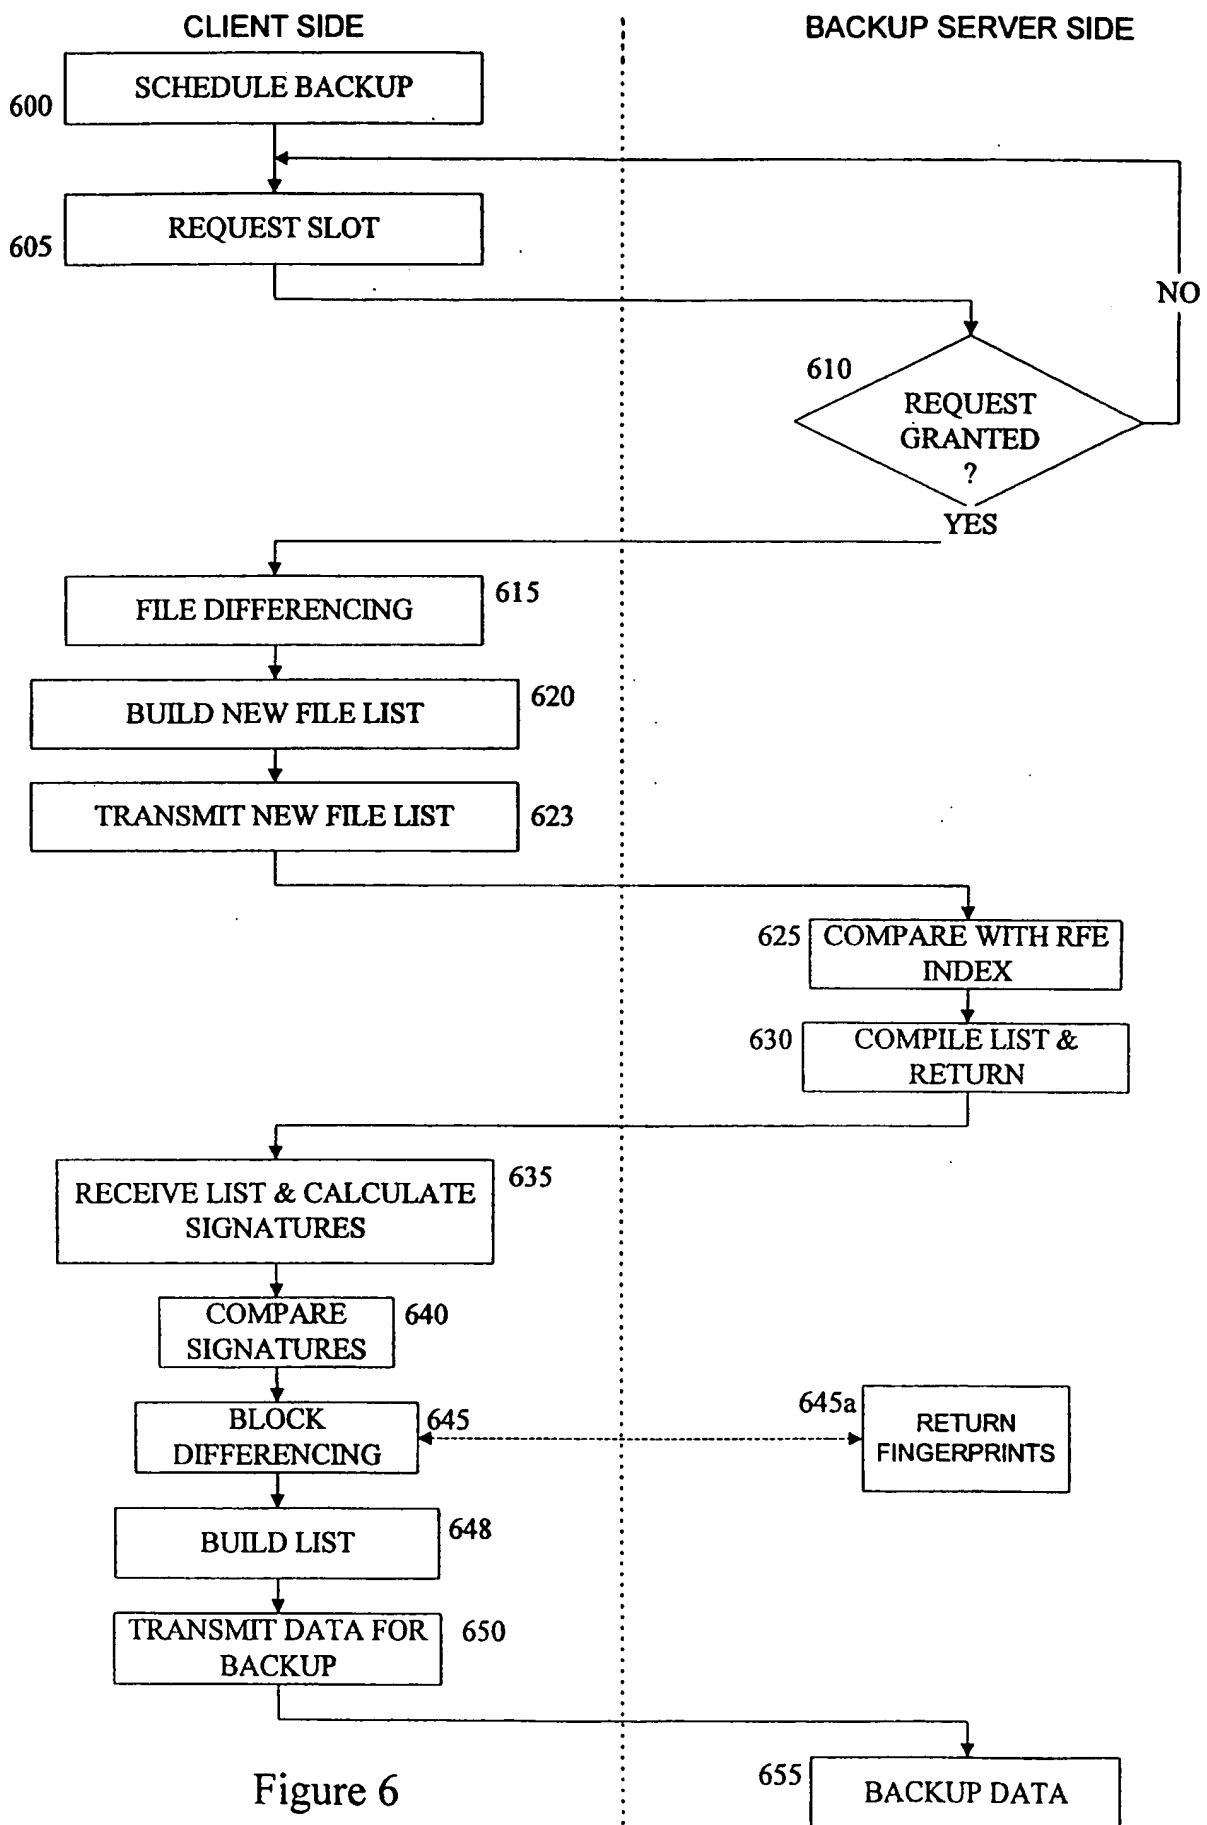 CLIENT SIDE
BACKUP SERVER SIDE
SCHEDULE BACKUP
600
REQUEST SLOT
605
NO
610
REQUEST
GRANTED
?
YES
FILE DIFFERENCING
615
BUILD NEW FILE LIST
620
TRANSMIT NEW FILE LIST
623
625
COMPARE WITH RFE
INDEX
630
COMPILE LIST &
RETURN
RECEIVE LIST & CALCULATE
SIGNATURES
635
COMPARE
SIGNATURES
640
BLOCK
DIFFERENCING
645
645a
RETURN
FINGERPRINTS
BUILD LIST
648
TRANSMIT DATA FOR
BACKUP
650
655
BACKUP DATA
Figure 6